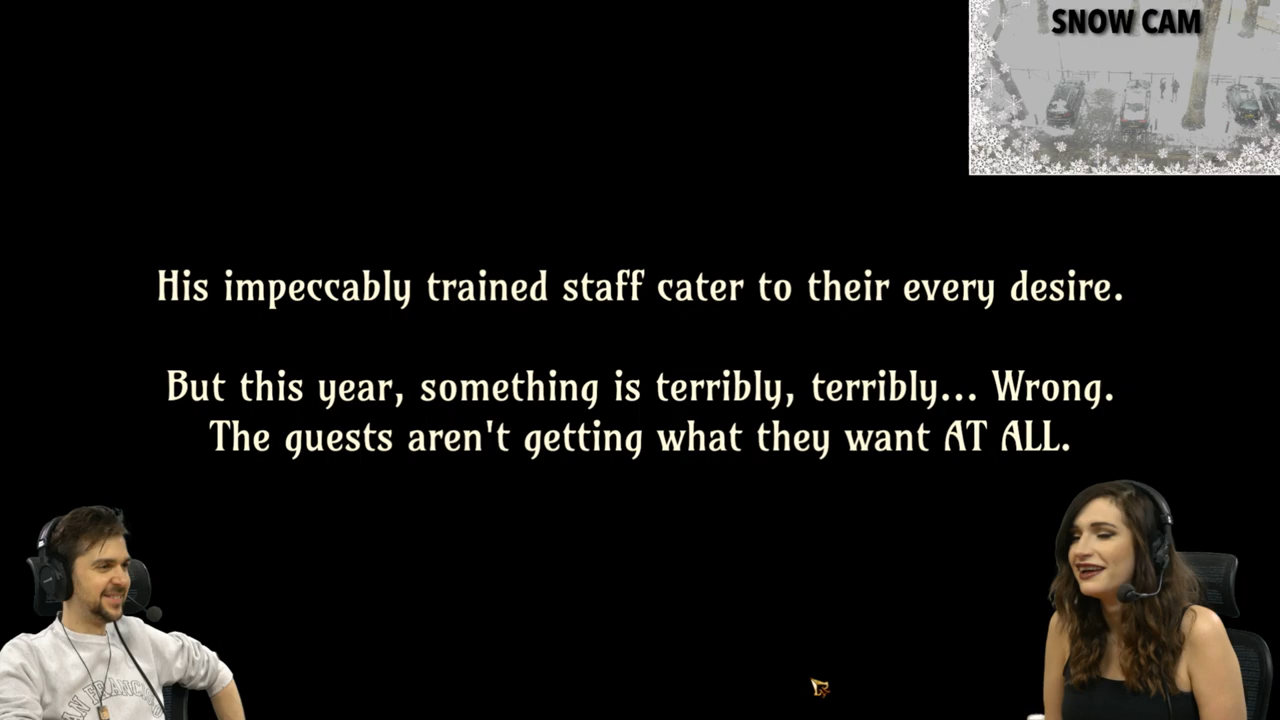 SNOW CAM
His impeccably trained staff cater to their every desire.
But this year, something is terribly, terribly... Wrong.
The guests aren't getting what they want AT ALL.